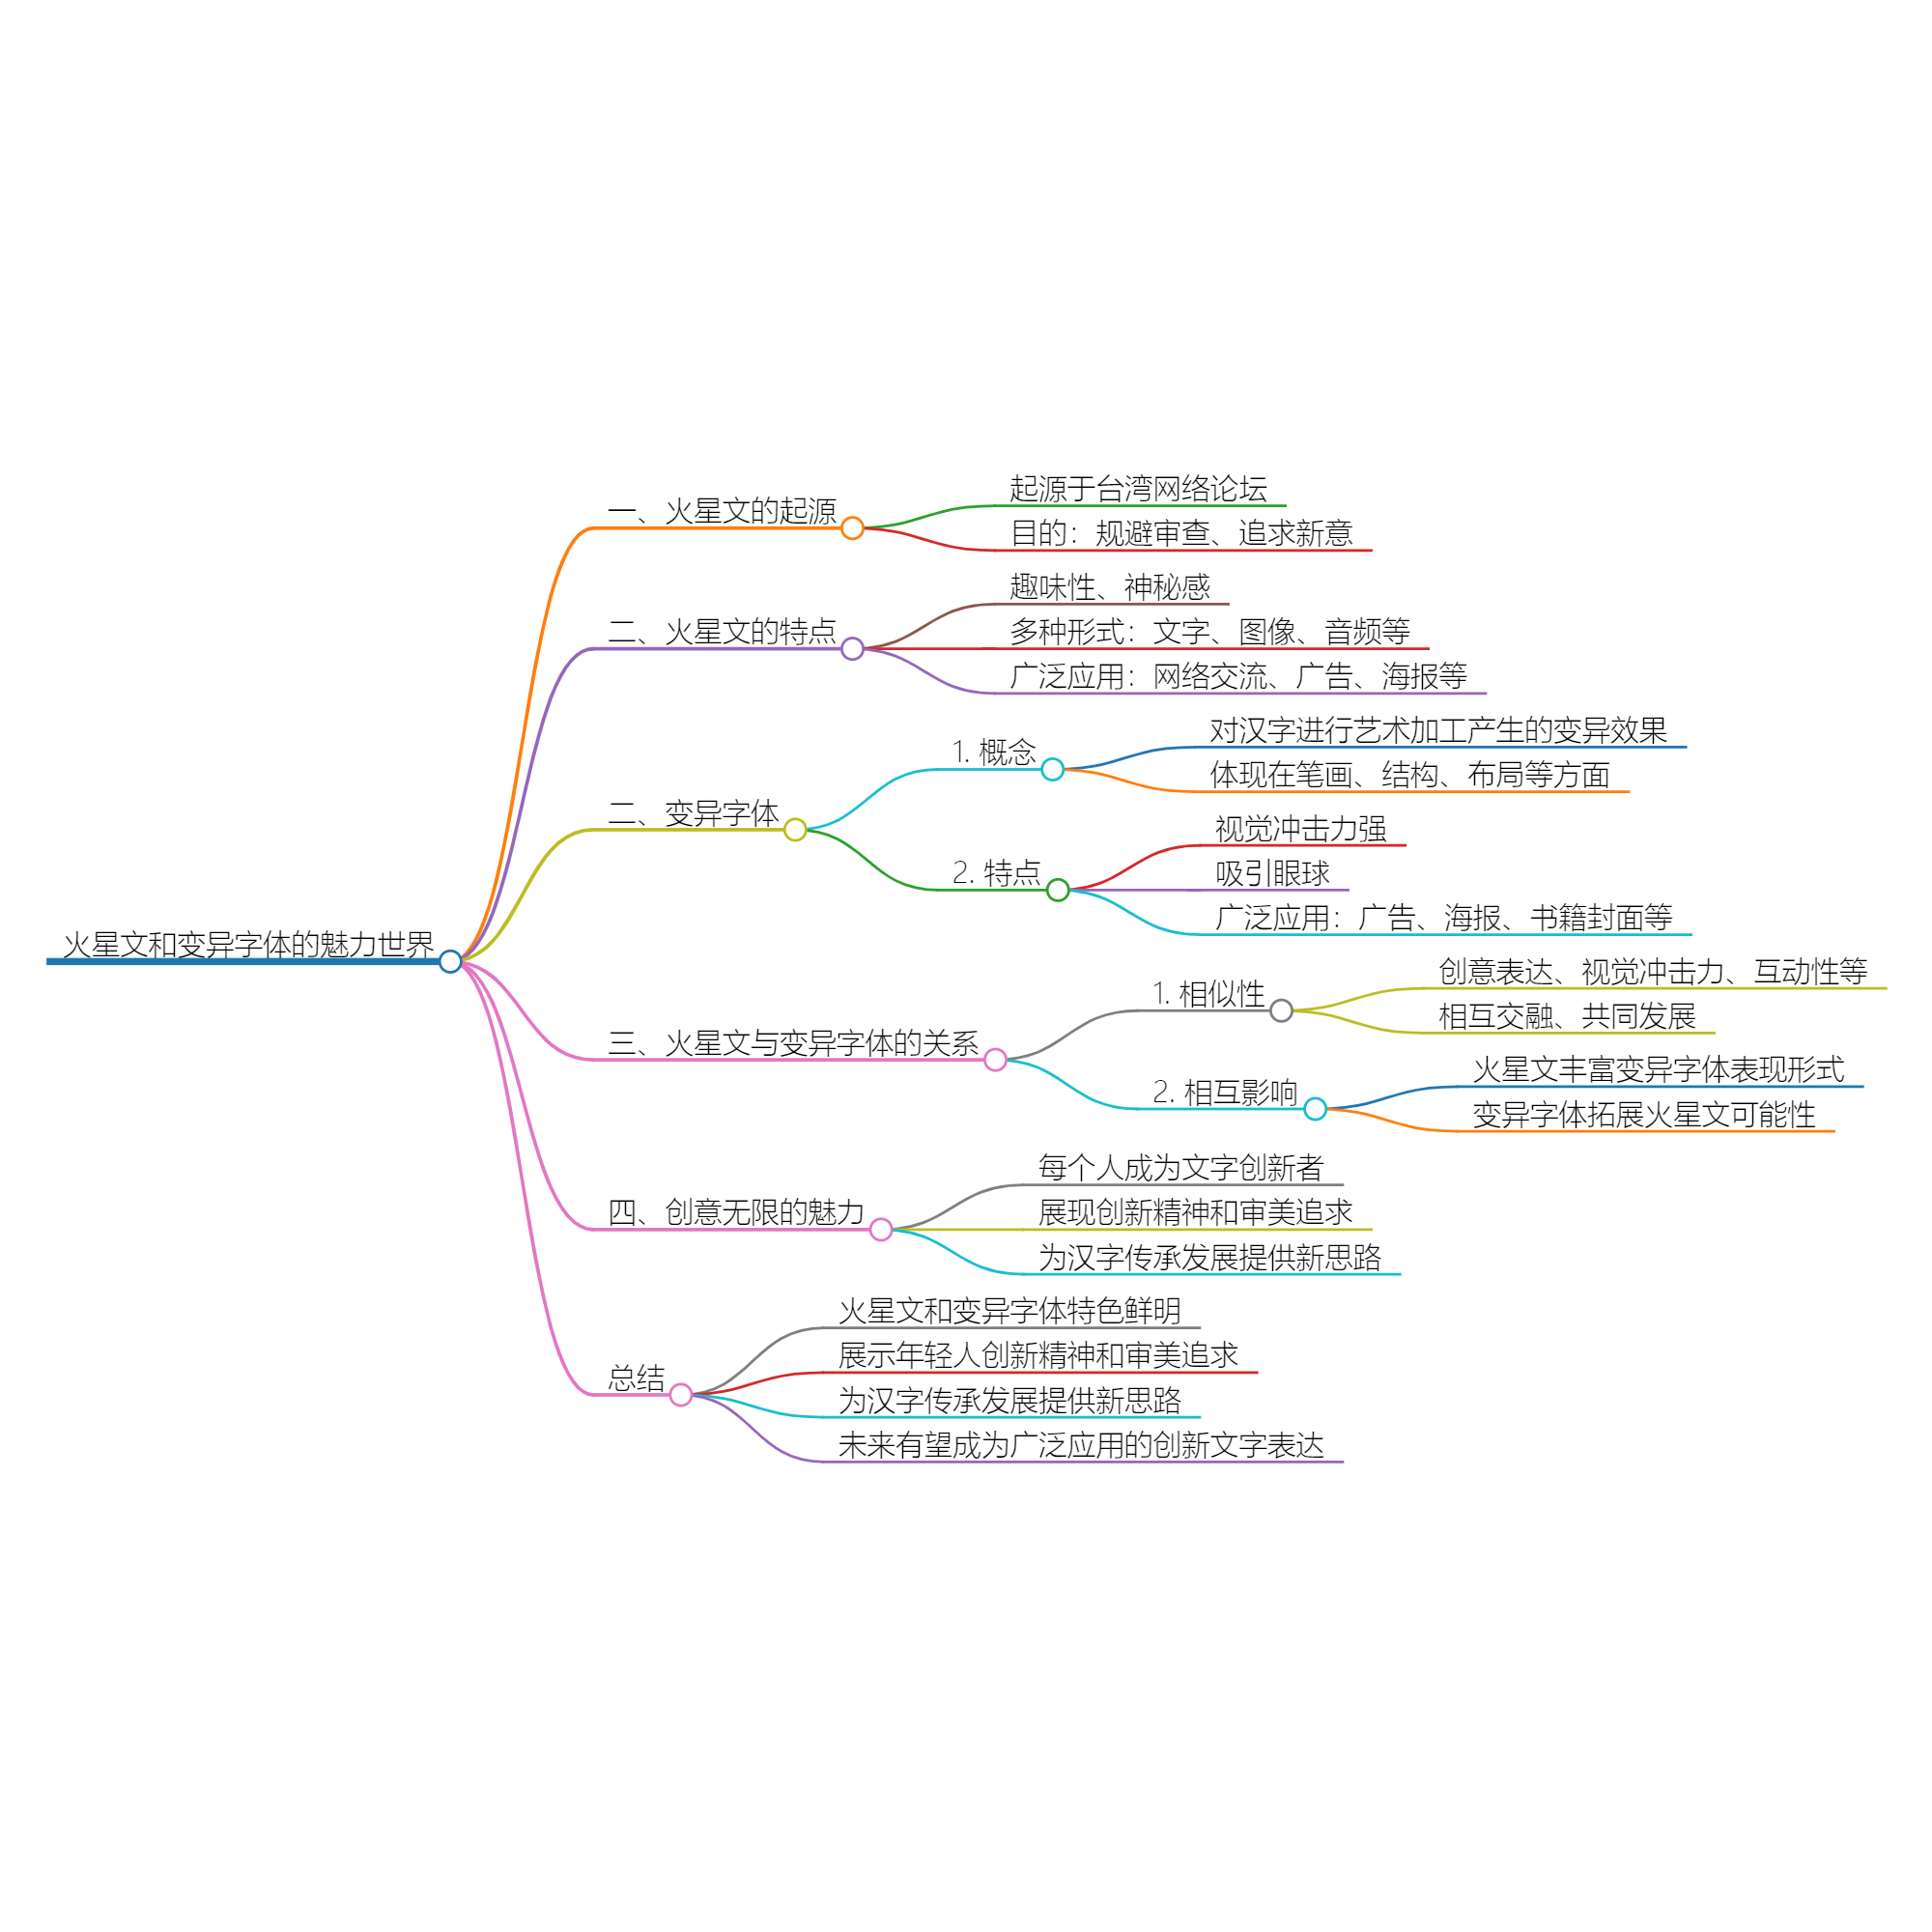 火星文和变异字体的魅力世界
一、火星文的起源
起源于台湾网络论坛
目的：规避审查、追求新意
二、火星文的特点
趣味性、神秘感
多种形式：文字、图像、音频等
广泛应用：网络交流、广告、海报等
二、变异字体
1. 概念
对汉字进行艺术加工产生的变异效果
体现在笔画、结构、布局等方面
2. 特点
视觉冲击力强
吸引眼球
广泛应用：广告、海报、书籍封面等
三、火星文与变异字体的关系
1. 相似性
创意表达、视觉冲击力、互动性等
相互交融、共同发展
2. 相互影响
火星文丰富变异字体表现形式
变异字体拓展火星文可能性
四、创意无限的魅力
每个人成为文字创新者
展现创新精神和审美追求
为汉字传承发展提供新思路
总结
火星文和变异字体特色鲜明
展示年轻人创新精神和审美追求
为汉字传承发展提供新思路
未来有望成为广泛应用的创新文字表达